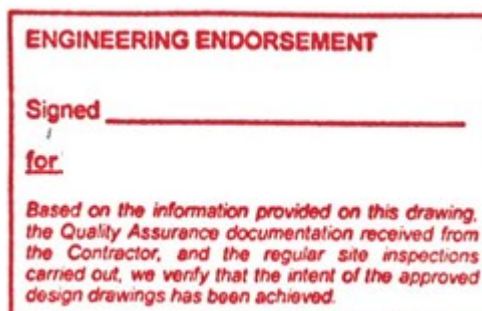 ENGINEERING ENDORSEMENT
Signed
for
Based on the information provided on this drawing,
the Quality Assurance documentation received from
the Contractor, and the regular site inspections
carried out, we verify that the intent of the approved
design drawings has been achieved.